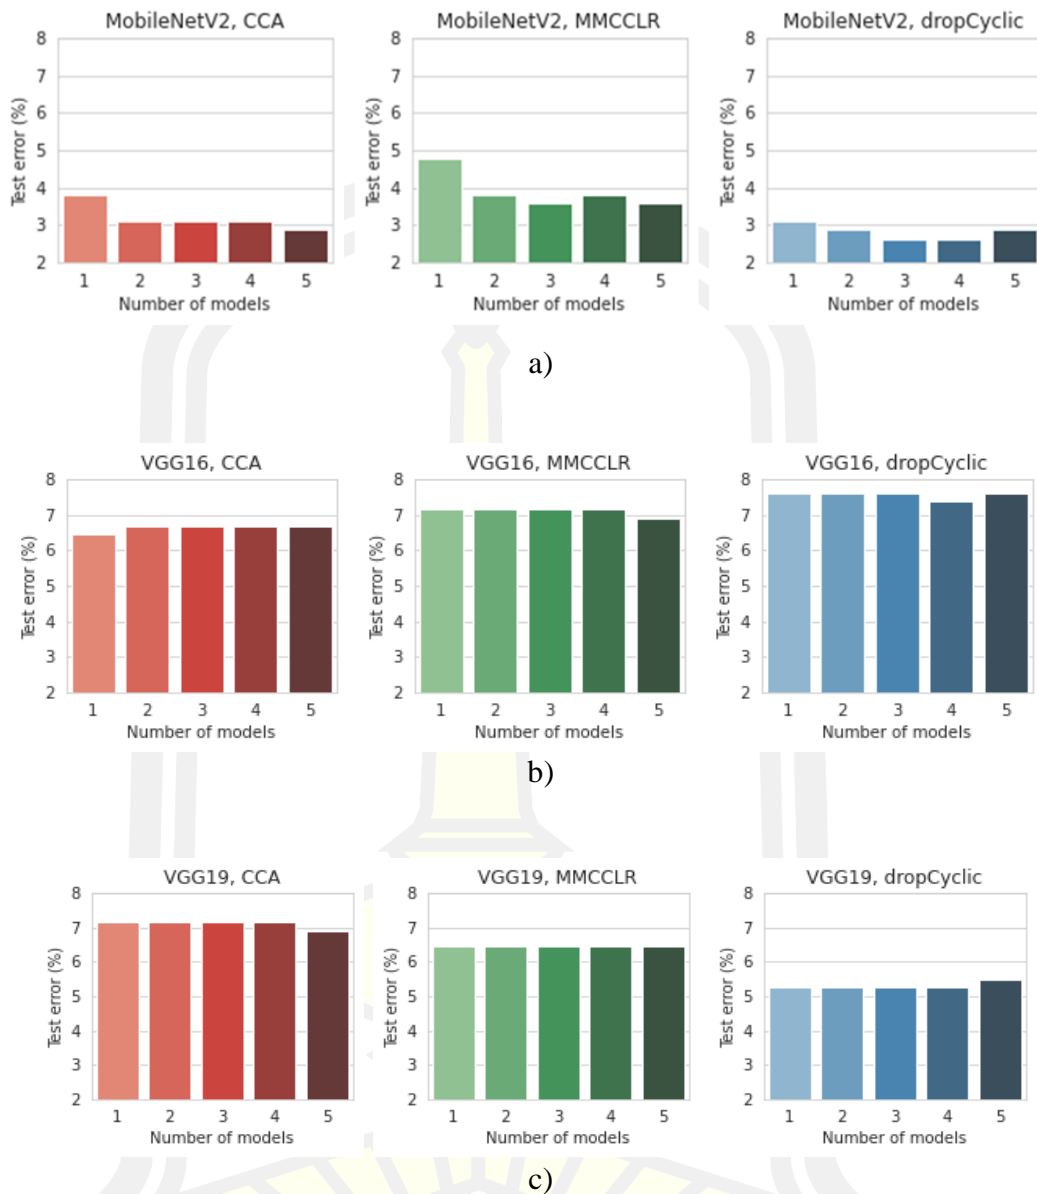 MobileNetV2, CCA
MobileNetV2, MMCCLR
MobileNetV2, dropCyclic
Test error (%)
8
7
6
5
4
3
2
1 2 3 4 5
Number of models
Test error (%)
8
7
6
5
4
3
2
1 2 3 4 5
Number of models
Test error (%)
8
7
6
5
4
3
2
1 2 3 4 5
Number of models
a)
VGG16, CCA
VGG16, MMCCLR
VGG16, dropCyclic
Test error (%)
8
7
6
5
4
3
2
1 2 3 4 5
Number of models
Test error (%)
8
7
6
5
4
3
2
1 2 3 4 5
Number of models
Test error (%)
8
7
6
5
4
3
2
1 2 3 4 5
Number of models
b)
VGG19, CCA
VGG19, MMCCLR
VGG19, dropCyclic
Test error (%)
8
7
6
5
4
3
2
1 2 3 4 5
Number of models
Test error (%)
8
7
6
5
4
3
2
1 2 3 4 5
Number of models
Test error (%)
8
7
6
5
4
3
2
1 2 3 4 5
Number of models
c)